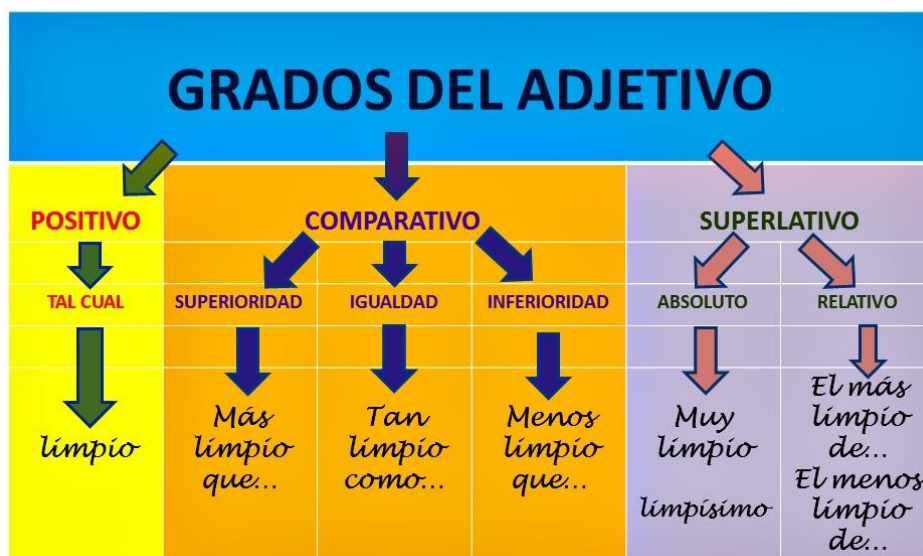 GRADOS DEL ADJETIVO
POSITIVO
COMPARATIVO
SUPERLATIVO
TAL CUAL
SUPERIORIDAD
IGUALDAD
INFERIORIDAD
ABSOLUTO
RELATIVO
limpio
Más
limpio
que...
Tan
limpio
como...
Menos
limpio
que...
Muy
limpio
limpísimo
El más
limpio
de...
El menos
limpio
de...